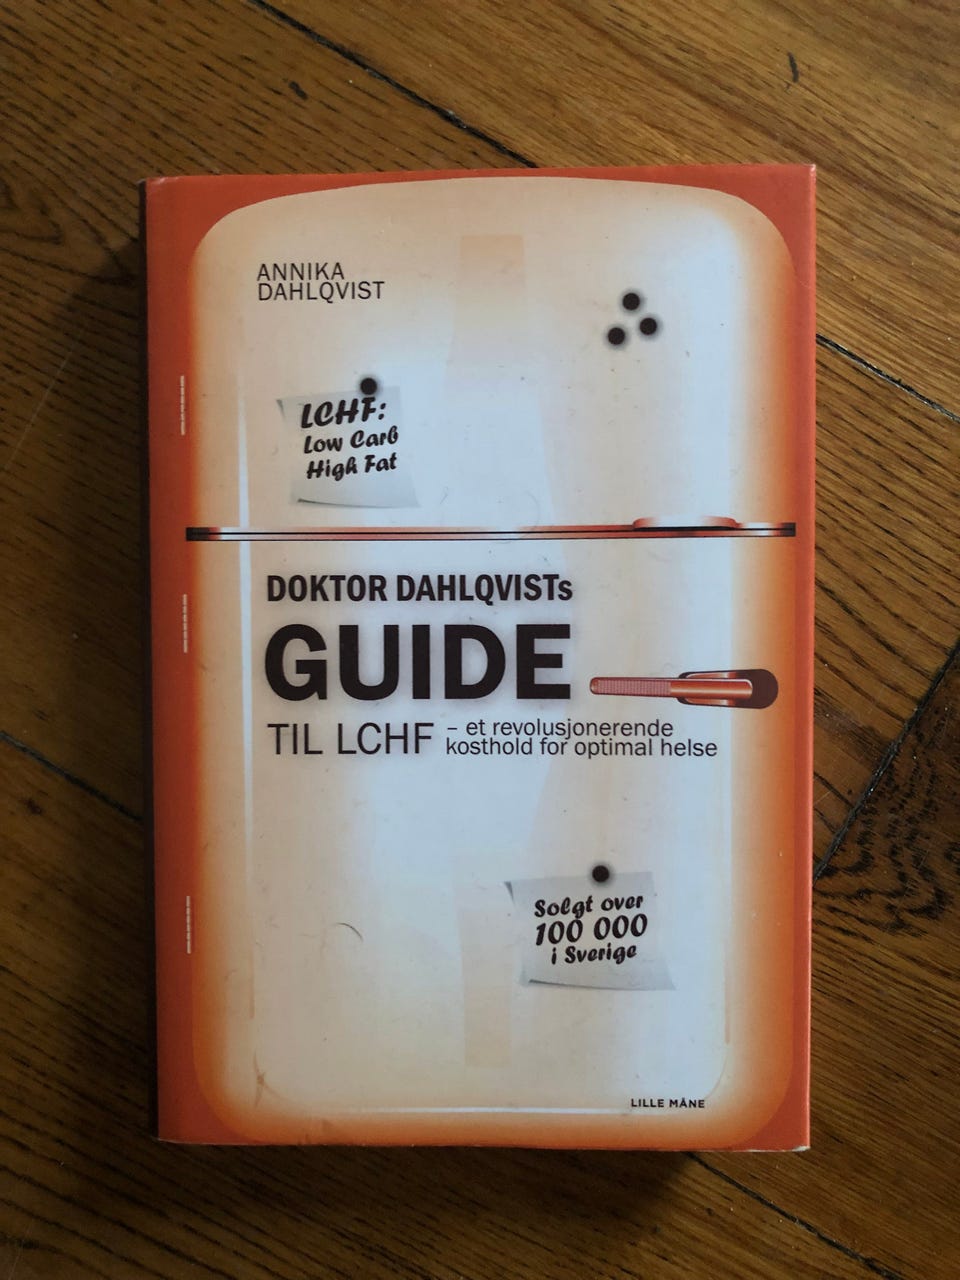 ANNIKA
DAHLQVIST
LCHF:
Low Carb
High Fat
DOKTOR DAHLQVISTs
GUIDE
TIL LCHF – et revolusjonerende
kosthold for optimal helse
Solgt over
100 000
i Sverige
LILLE MÅNE